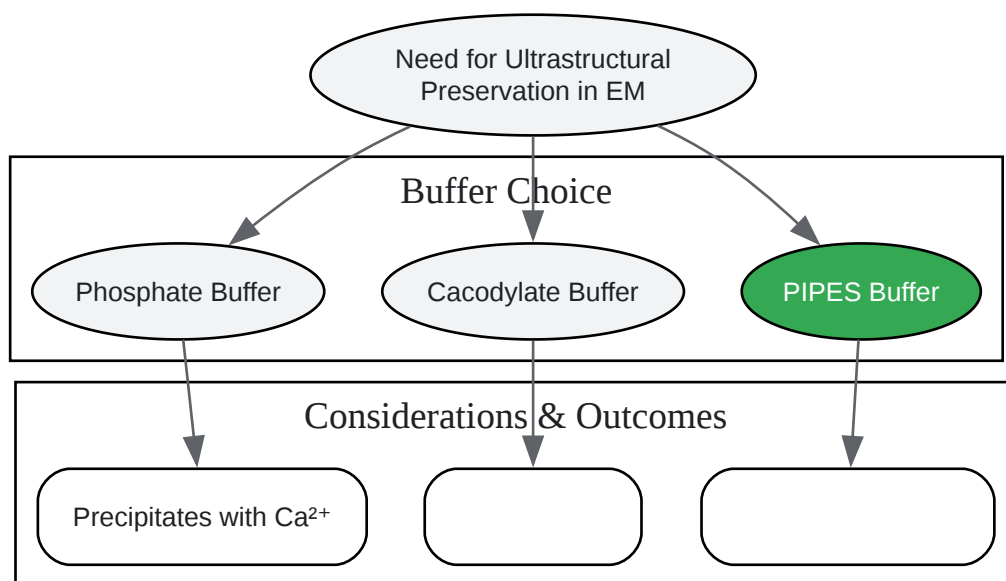 Need for Ultrastructural
Preservation in EM
Buffer Choice
Phosphate Buffer
Cacodylate Buffer
PIPES Buffer
Considerations & Outcomes
Precipitates with Ca²⁺